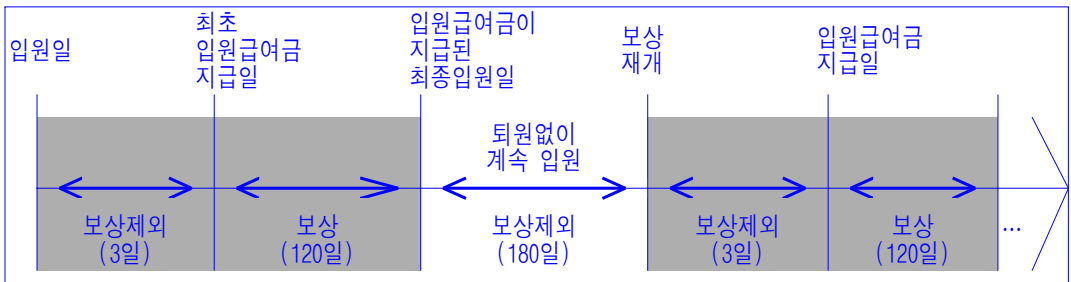 입원일
최초
입원급여금
지급일
입원급여금이
지급된
최종입원일
보상
재개
입원급여금
지급일
퇴원없이
계속 입원
보상제외
(3일)
보상
(120일)
보상제외
(180일)
보상제외
(3일)
보상
(120일)
...